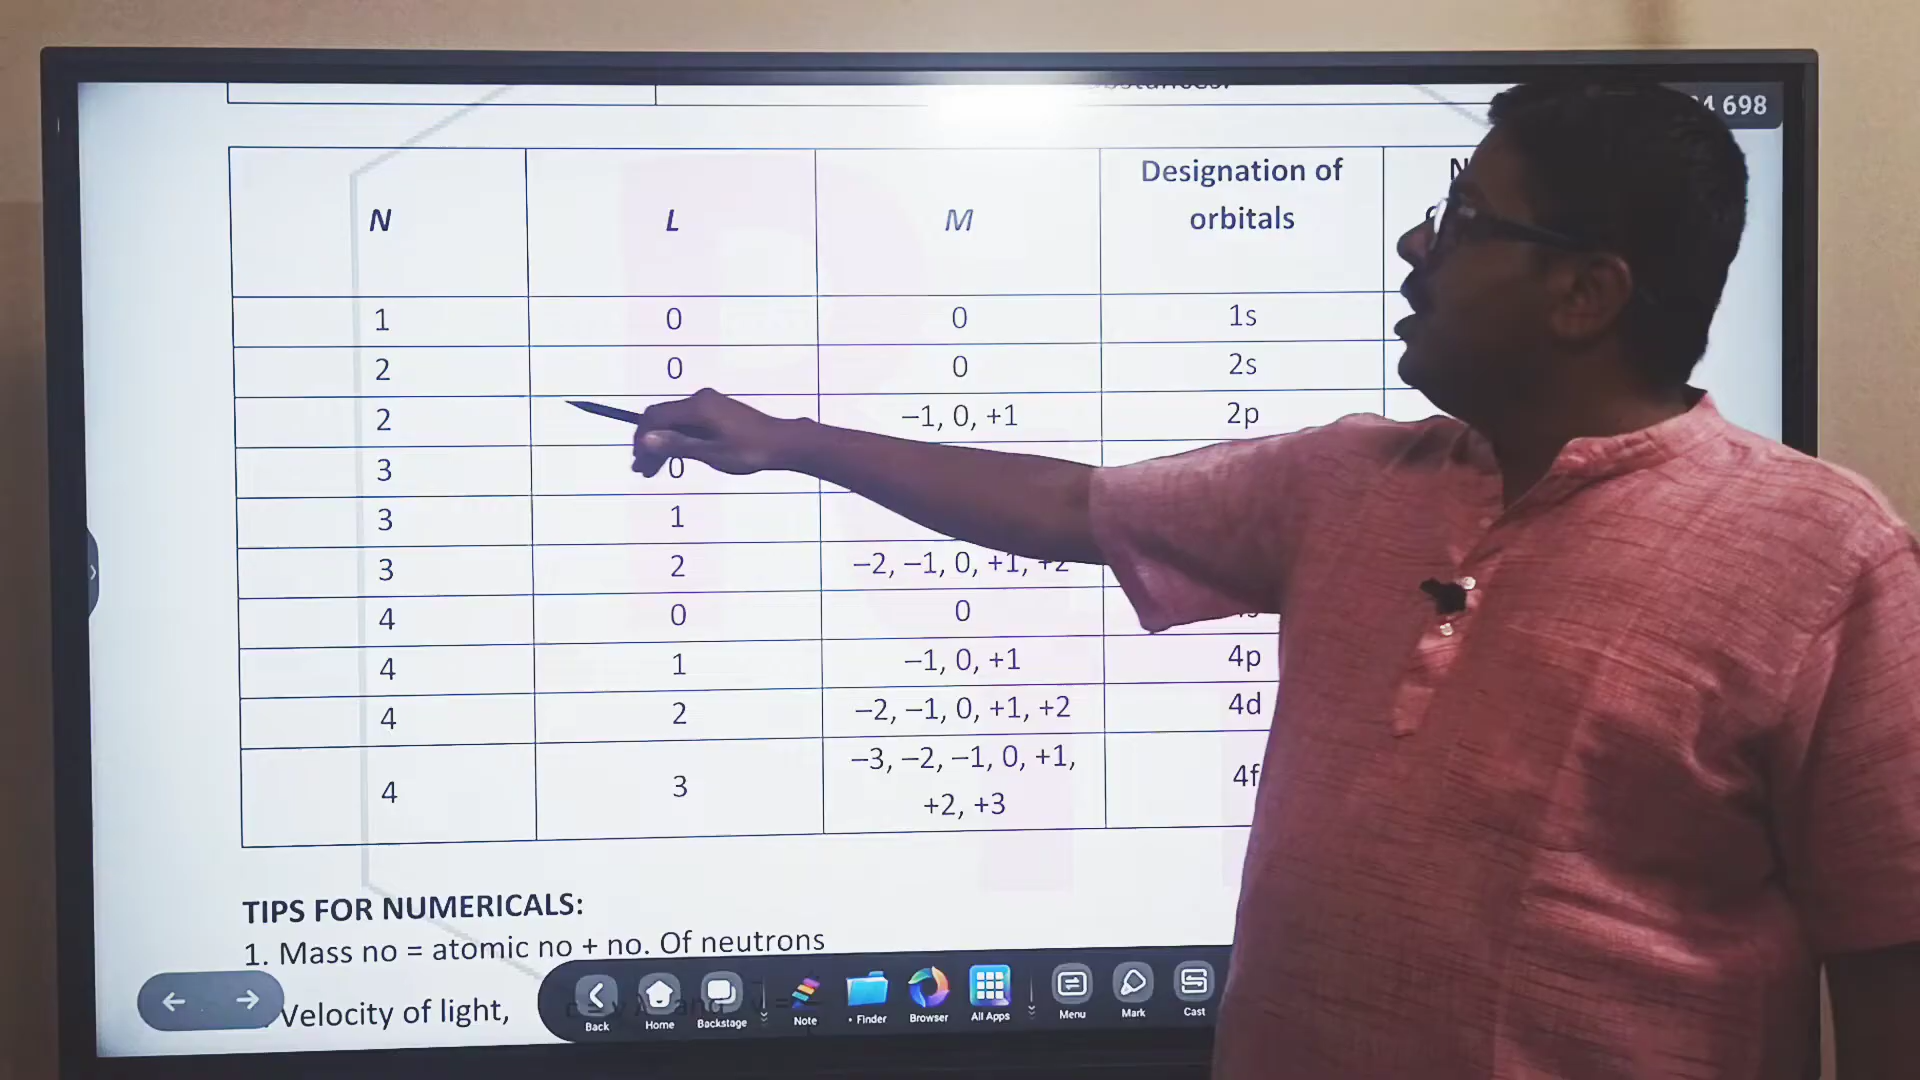 698
N L M Designation of orbitals
1 0 0 1s
2 0 0 2s
2 –1, 0, +1 2p
3 0
3 1
3 2 –2, –1, 0, +1, +2
4 0 0
4 1 –1, 0, +1 4p
4 2 –2, –1, 0, +1, +2 4d
4 3 –3, –2, –1, 0, +1, +2, +3 4f
TIPS FOR NUMERICALS:
1. Mass no = atomic no + no. Of neutrons
Velocity of light,
Back Home Backstage Note Finder Browser All Apps Menu Mark Cast